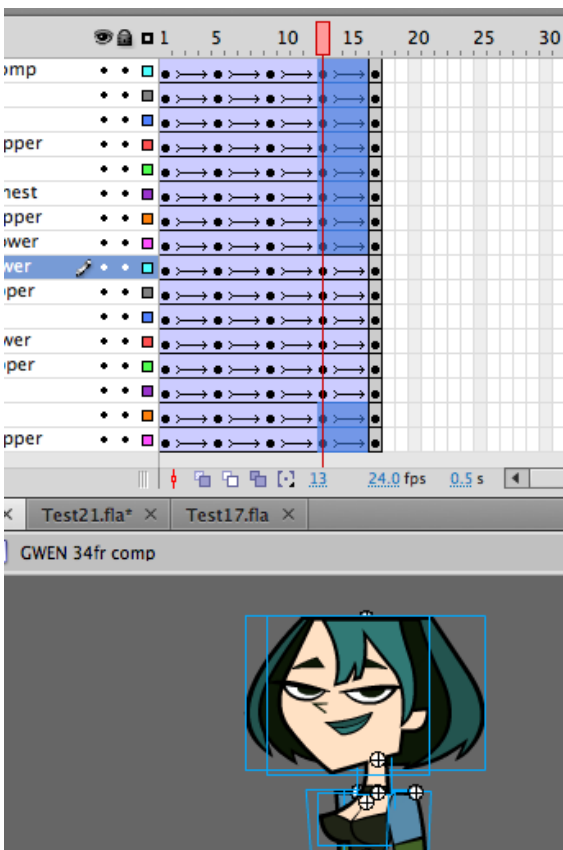 1 5 10 15 20 25 30
omp
pper
nest
pper
ower
wer
pper
wer
pper
pper
13 24.0 fps 0.5 s
Test21.fla* Test17.fla
GWEN 34fr comp